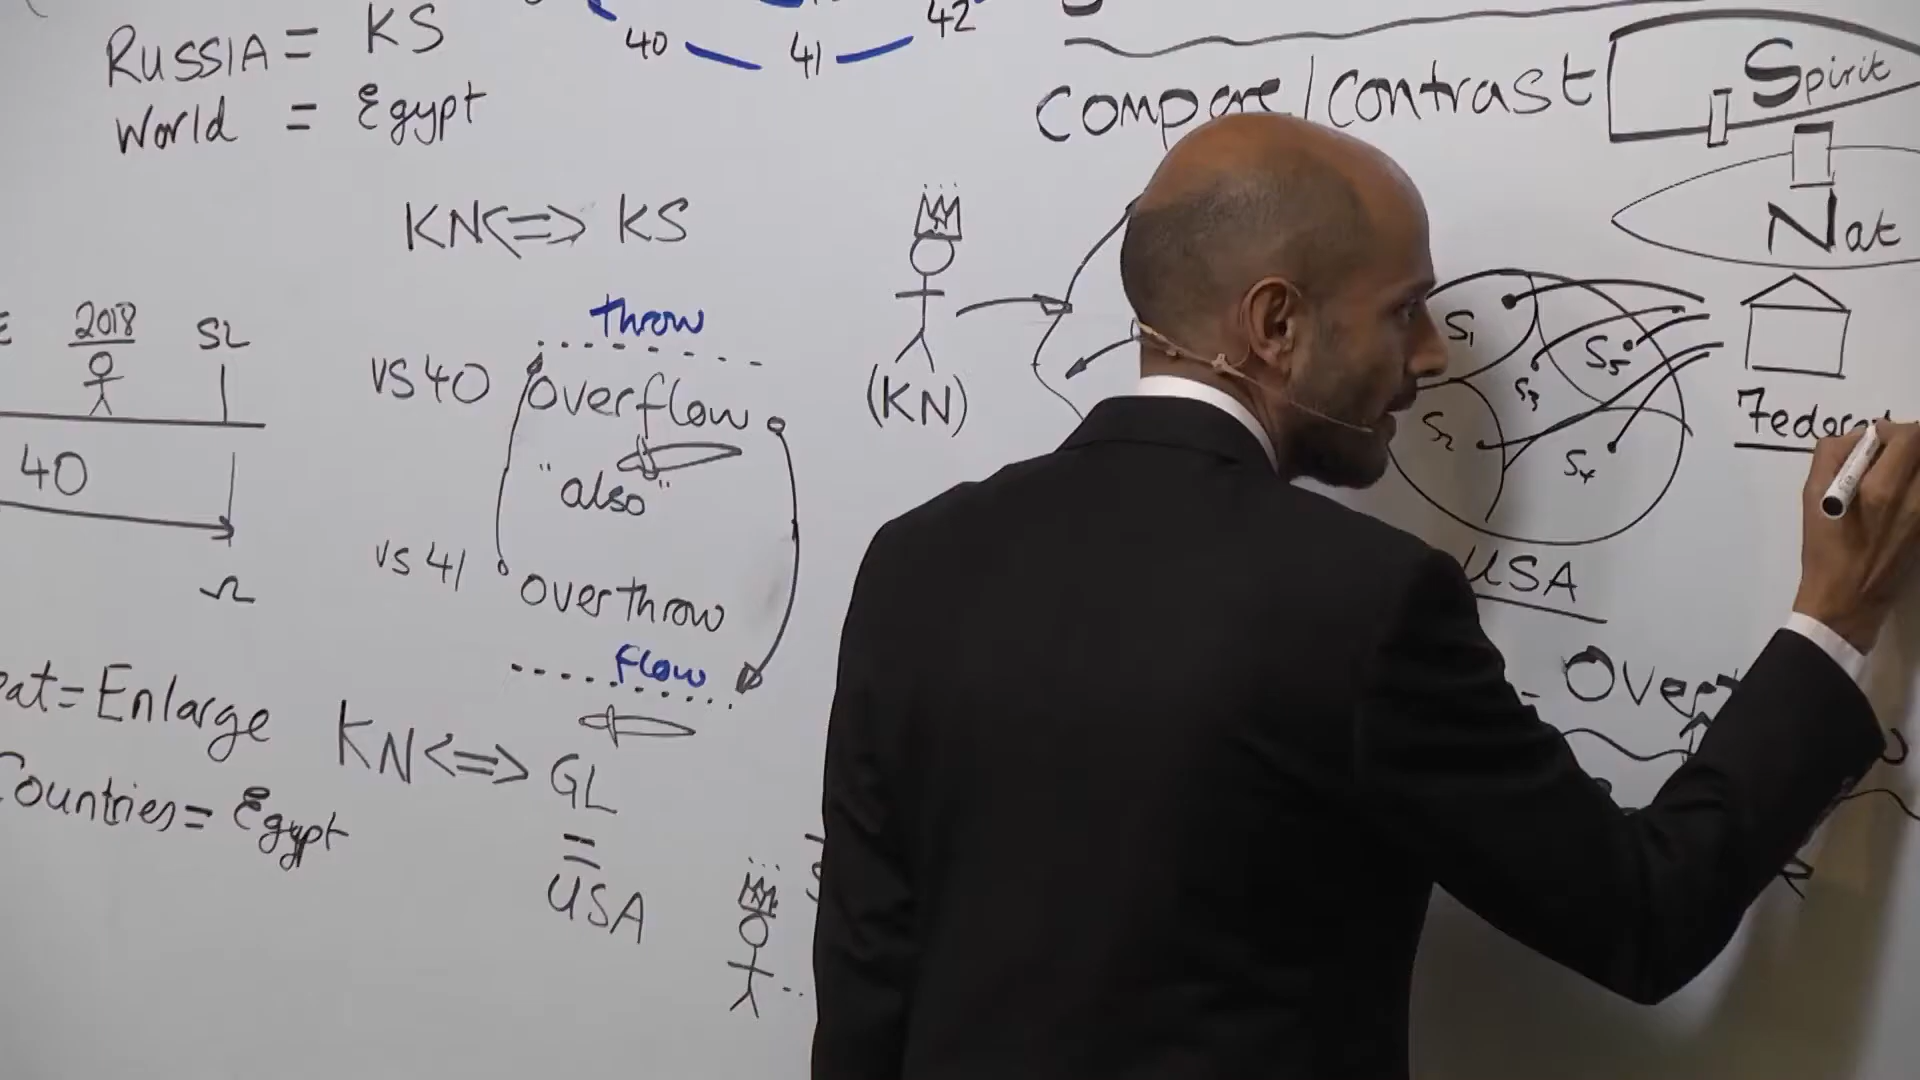 RUSSIA = KS
World = Egypt
40
41
42
Compare/Contrast
Spirit
Nat
KN <=> KS
throw
vs 40 overflow
"also"
vs 41 overthrow
flow
2018
SL
40
Ω
= Enlarge
Countries = Egypt
KN <=> GL
=
USA
(KN)
S1
S2
S3
S4
S5
USA